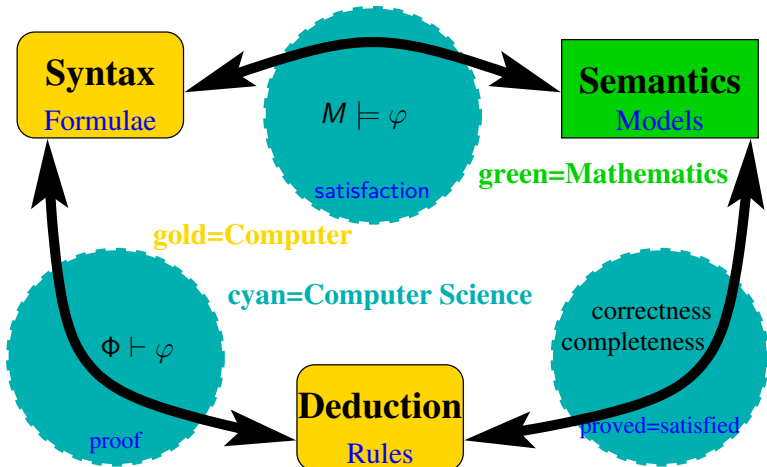 Syntax
Formulae
M ⊨ φ
satisfaction
Semantics
Models
green=Mathematics
gold=Computer
cyan=Computer Science
Φ ⊢ φ
proof
Deduction
Rules
correctness
completeness
proved=satisfied